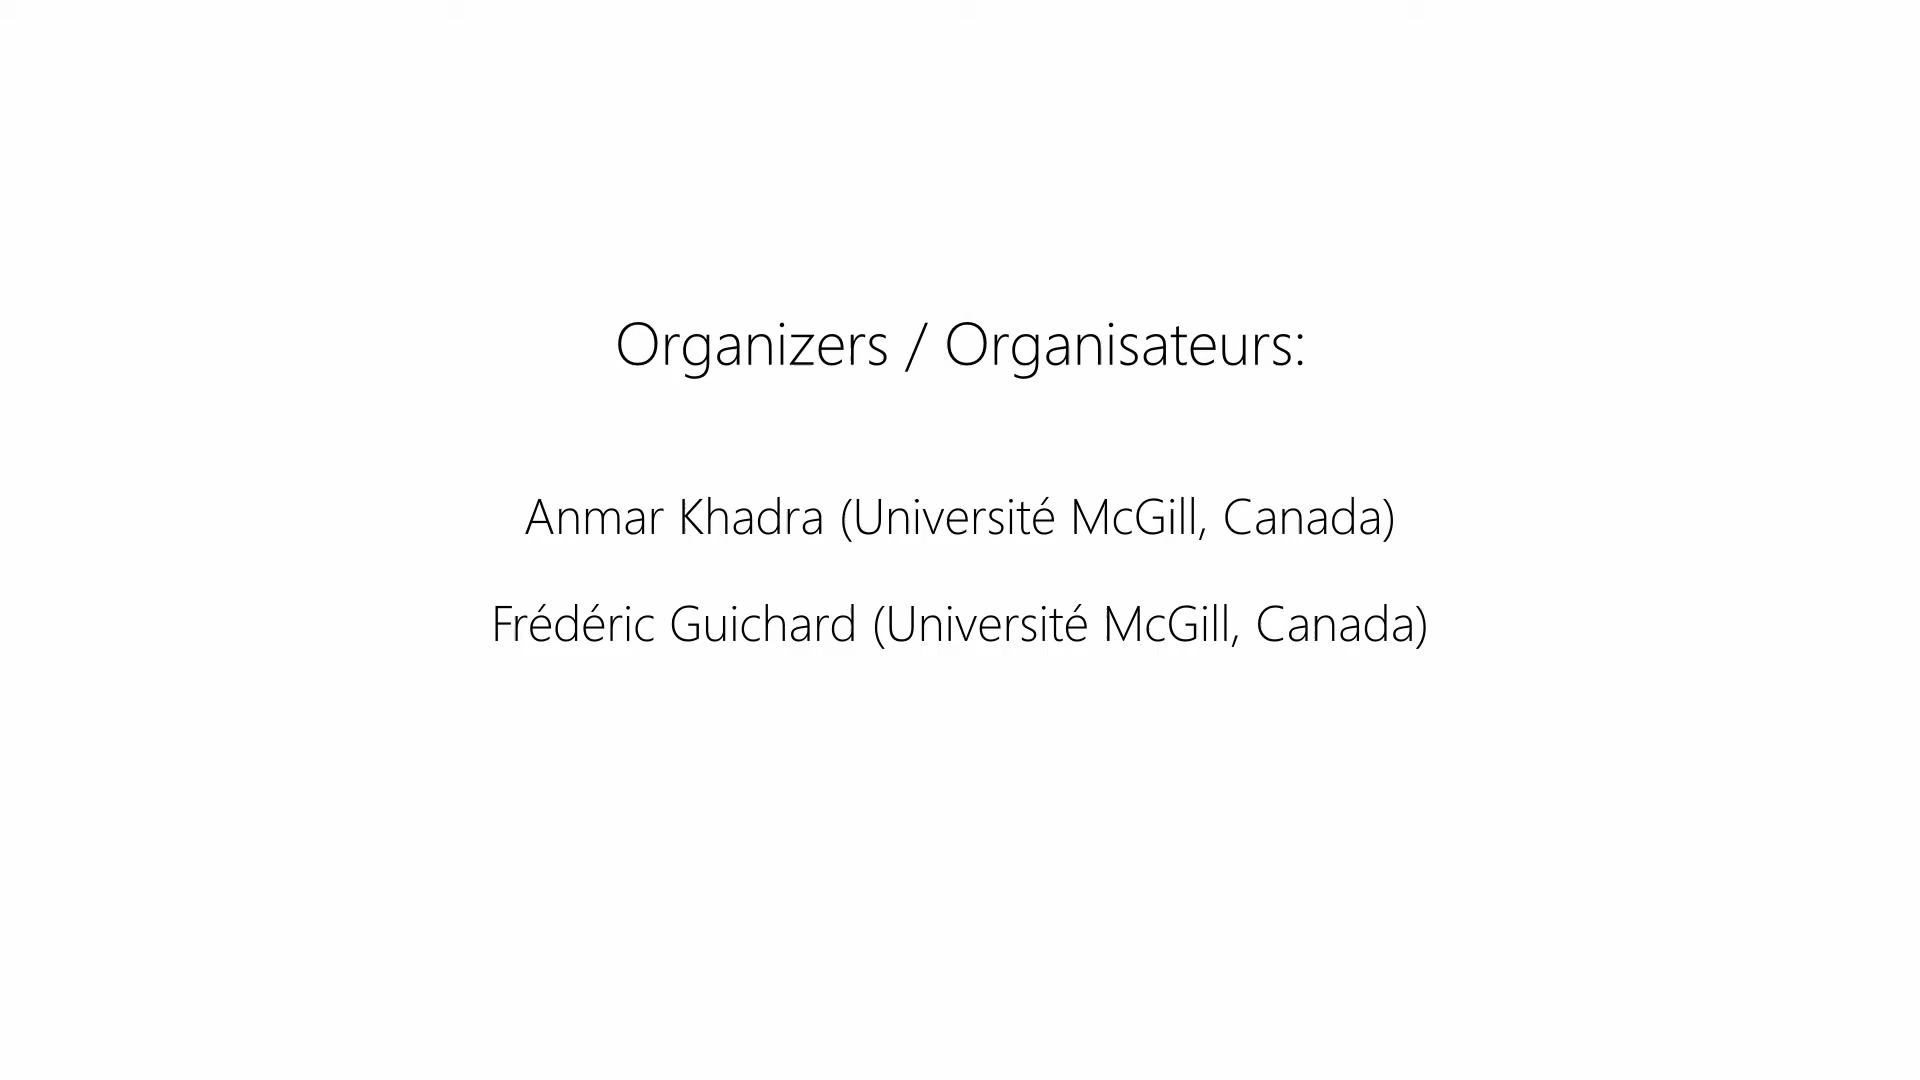 Organizers / Organisateurs:
Anmar Khadra (Université McGill, Canada)
Frédéric Guichard (Université McGill, Canada)